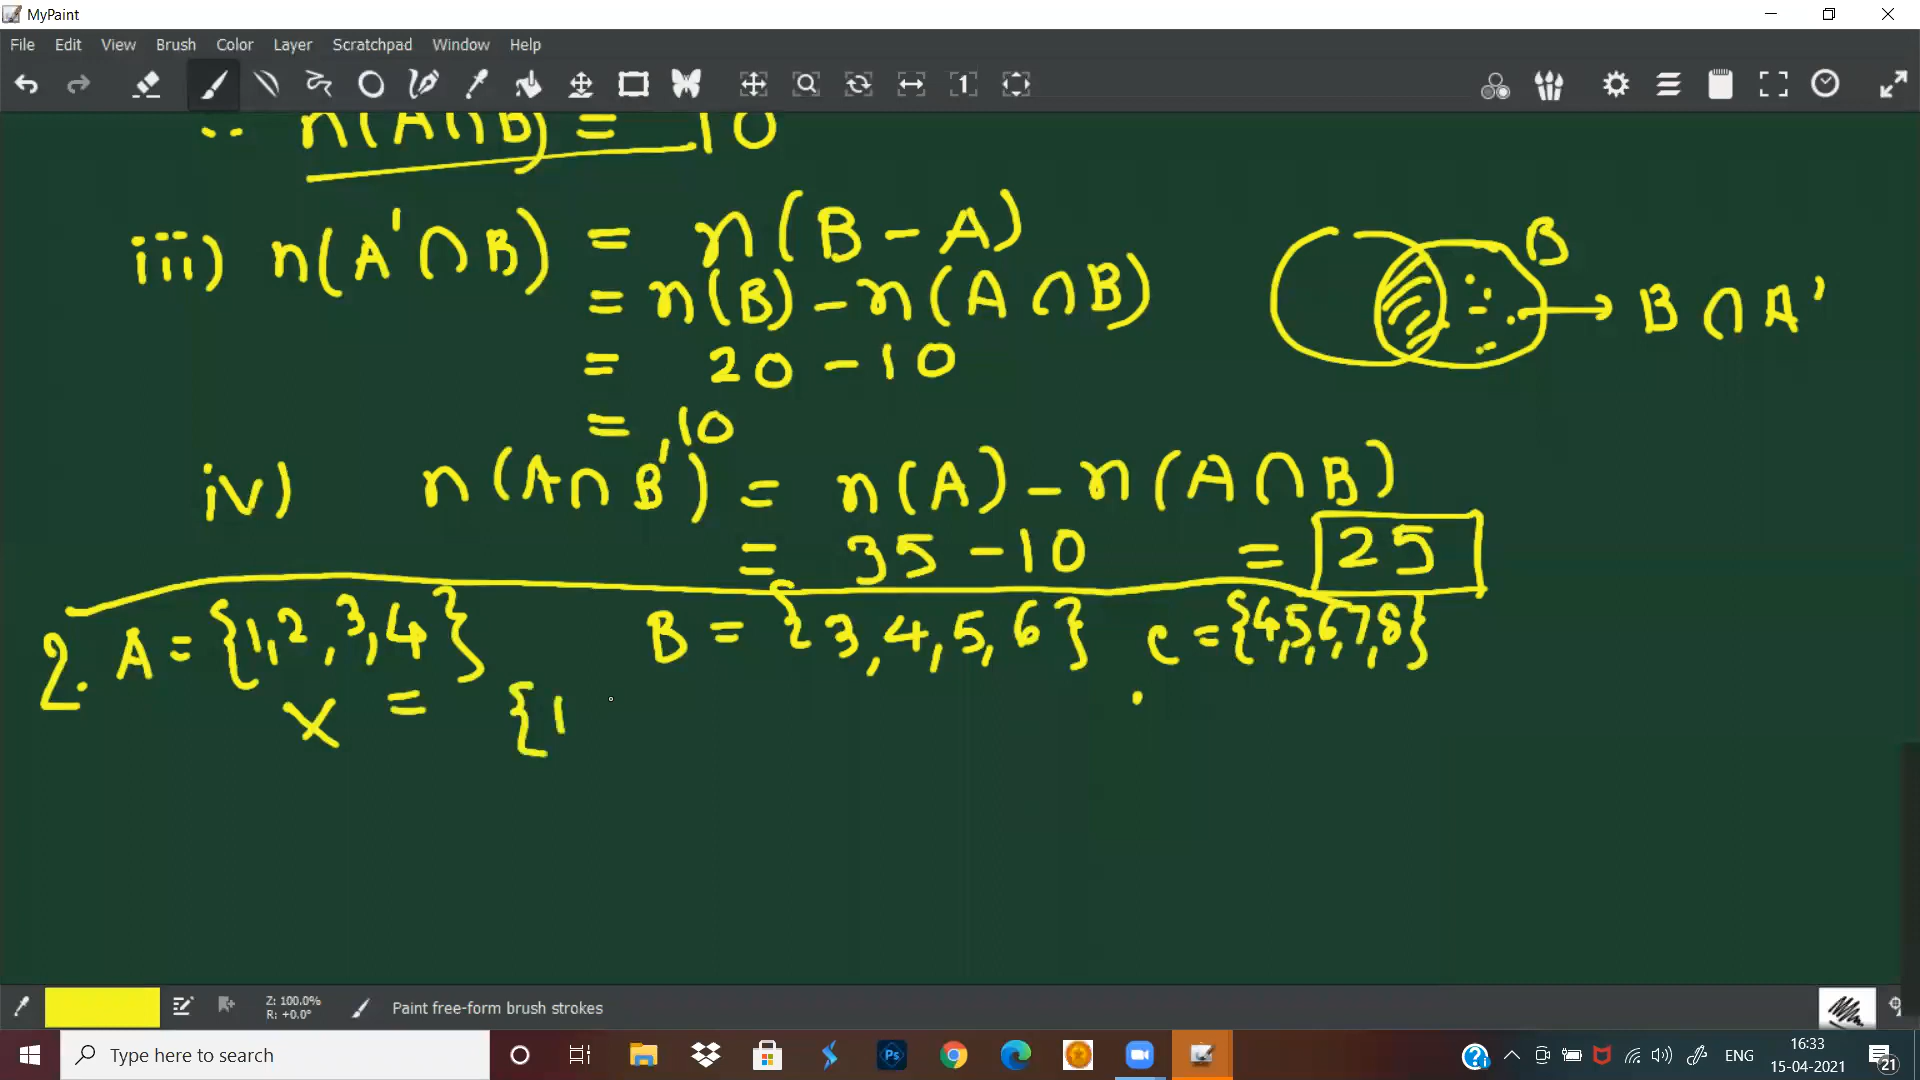 MyPaint
File Edit View Brush Color Layer Scratchpad Window Help
n(A∩B) = 10
iii) n(A'∩B) = n(B - A)
= n(B) - n(A∩B)
= 20 - 10
= 10
B
B∩A'
iv) n(A∩B') = n(A) - n(A∩B)
= 35 - 10 = 25
2. A = {1,2,3,4} B = {3,4,5,6} C = {4,5,6,7,8}
X = {1
Z: 100.0%
R: +0.0°
Paint free-form brush strokes
Type here to search
Ps
ENG
16:33
15-04-2021
21